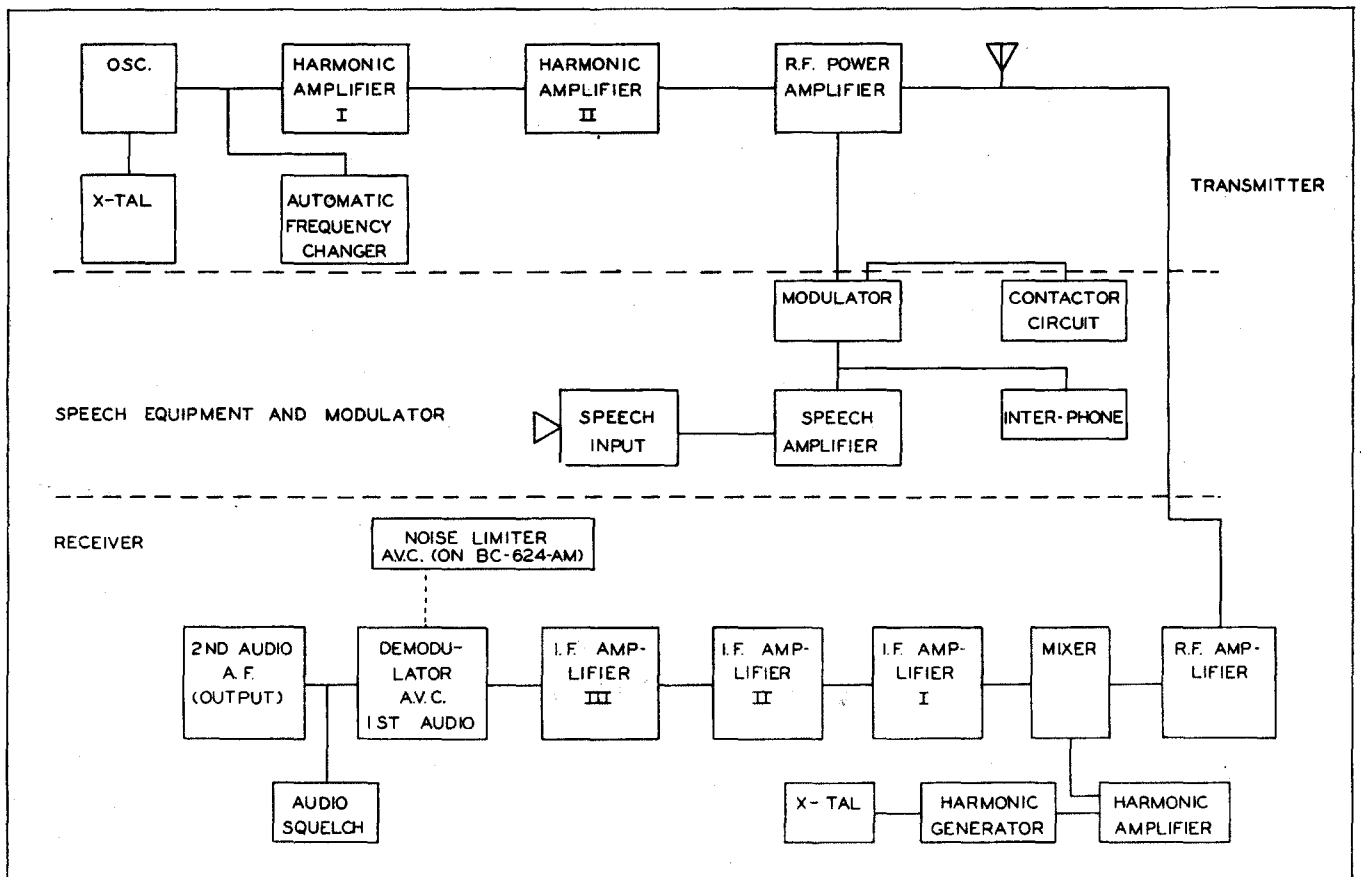 OSC.
HARMONIC
AMPLIFIER
I
HARMONIC
AMPLIFIER
II
R.F. POWER
AMPLIFIER
X-TAL
AUTOMATIC
FREQUENCY
CHANGER
TRANSMITTER
MODULATOR
CONTACTOR
CIRCUIT
SPEECH EQUIPMENT AND MODULATOR
SPEECH
INPUT
SPEECH
AMPLIFIER
INTER-PHONE
RECEIVER
NOISE LIMITER
A.V.C. (ON BC-624-AM)
2ND AUDIO
A.F.
(OUTPUT)
DEMODU-
LATOR
A.V.C.
1ST AUDIO
I.F. AMP-
LIFIER
III
I.F. AMP-
LIFIER
II
I.F. AMP-
LIFIER
I
MIXER
R.F. AMP-
LIFIER
AUDIO
SQUELCH
X-TAL
HARMONIC
GENERATOR
HARMONIC
AMPLIFIER